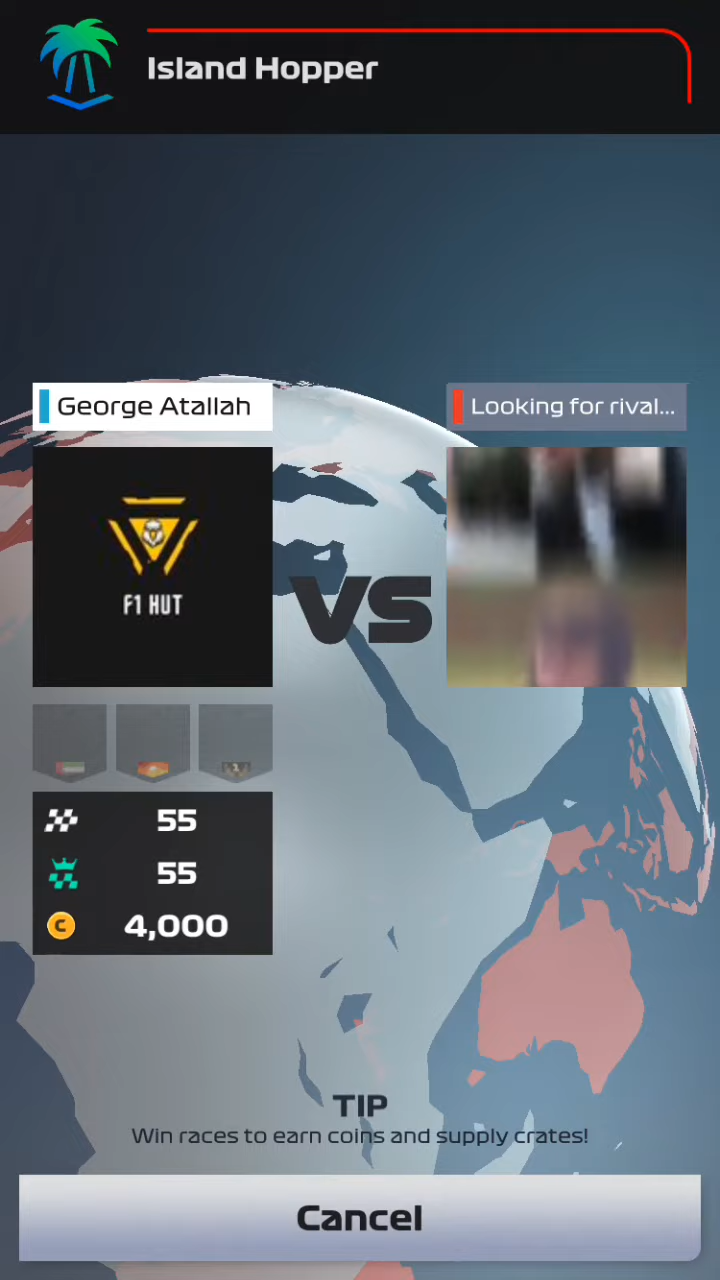 Island Hopper
George Atallah
Looking for rival...
F1 HUT
VS
55
55
C 4,000
TIP
Win races to earn coins and supply crates!
Cancel